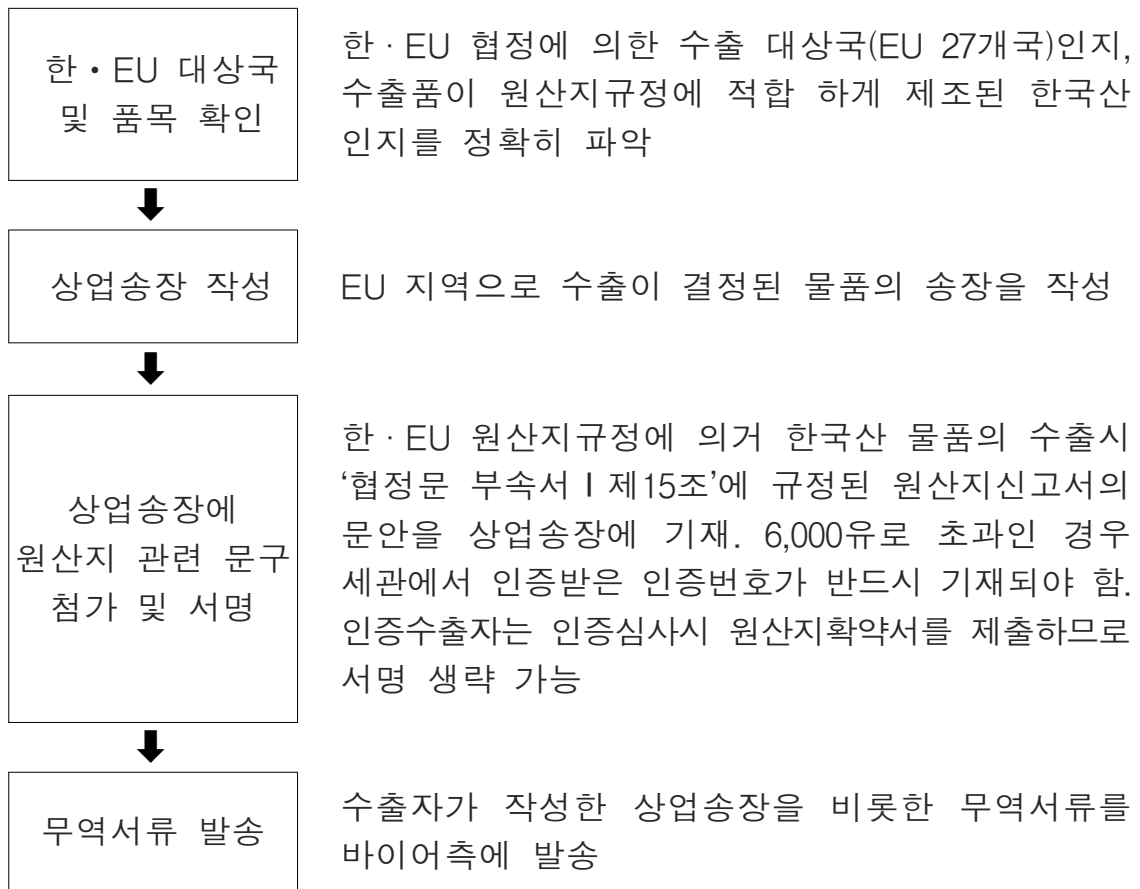 한 · EU 대상국
및 품목 확인
한 · EU 협정에 의한 수출 대상국(EU 27개국)인지,
수출품이 원산지규정에 적합 하게 제조된 한국산
인지를 정확히 파악
상업송장 작성
EU 지역으로 수출이 결정된 물품의 송장을 작성
상업송장에
원산지 관련 문구
첨가 및 서명
한 · EU 원산지규정에 의거 한국산 물품의 수출시
‘협정문 부속서Ⅰ제15조’에 규정된 원산지신고서의
문안을 상업송장에 기재. 6,000유로 초과인 경우
세관에서 인증받은 인증번호가 반드시 기재되야 함.
인증수출자는 인증심사시 원산지확약서를 제출하므로
서명 생략 가능
무역서류 발송
수출자가 작성한 상업송장을 비롯한 무역서류를
바이어측에 발송